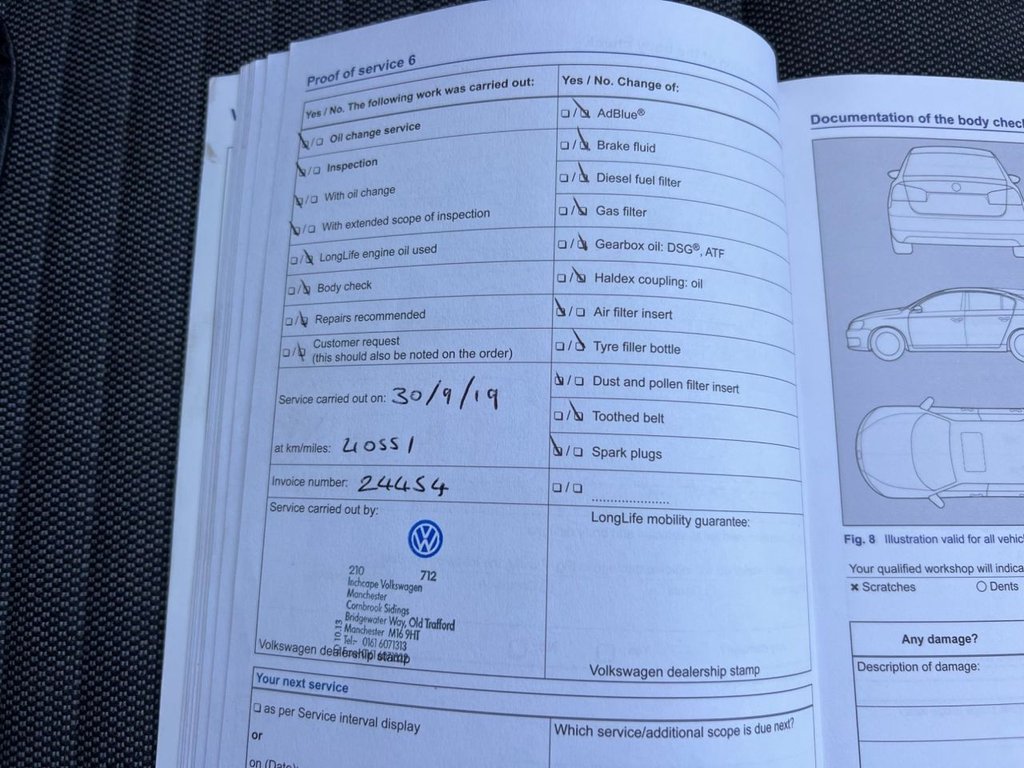 Proof of service 6
Yes / No. The following work was carried out:
Oil change service
Inspection
With oil change
With extended scope of inspection
LongLife engine oil used
Body check
Repairs recommended
Customer request
(this should also be noted on the order)
Service carried out on: 30/9/19
at km/miles: 40551
Invoice number: 24454
Service carried out by:
210 712
Inchcape Volkswagen
Manchester
Cornbrook Sidings
Bridgewater Way, Old Trafford
Manchester M16 9HT
Tel:- 0161 6071313
10.13
Volkswagen dealership stamp
Yes / No. Change of:
AdBlue®
Brake fluid
Diesel fuel filter
Gas filter
Gearbox oil: DSG®, ATF
Haldex coupling: oil
Air filter insert
Tyre filler bottle
Dust and pollen filter insert
Toothed belt
Spark plugs
LongLife mobility guarantee:
Volkswagen dealership stamp
Your next service
as per Service interval display
or
on (Date)
Which service/additional scope is due next?
Documentation of the body chec
Fig. 8 Illustration valid for all vehic
Your qualified workshop will indica
Scratches Dents
Any damage?
Description of damage: